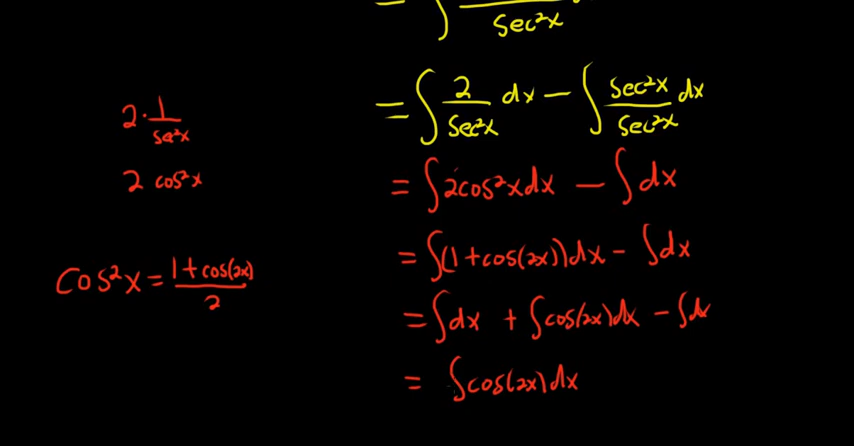 = ∫ sec²x
= ∫ 2/sec²x dx − ∫ sec²x/sec²x dx
2 · 1/sec²x
2 cos²x
= ∫ 2cos²x dx − ∫ dx
= ∫(1+cos(2x))dx − ∫ dx
cos²x = 1+cos(2x)/2
= ∫ dx + ∫cos(2x)dx − ∫dx
= ∫cos(2x)dx